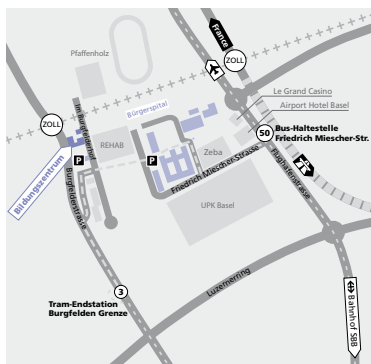 France
Pfaffenholz
ZOLL
Le Grand Casino
Airport Hotel Basel
Bürgerspital
Im Burgfelderhof
ZOLL
50
Bus-Haltestelle
Friedrich Miescher-Str.
REHAB
P
P
Zeba
Bildungszentrum
Friedrich Miescher-Strasse
Flughafenstrasse
Burgfelderstrasse
UPK Basel
Luzernerring
3
Tram-Endstation
Burgfelden Grenze
Bahnhof SBB